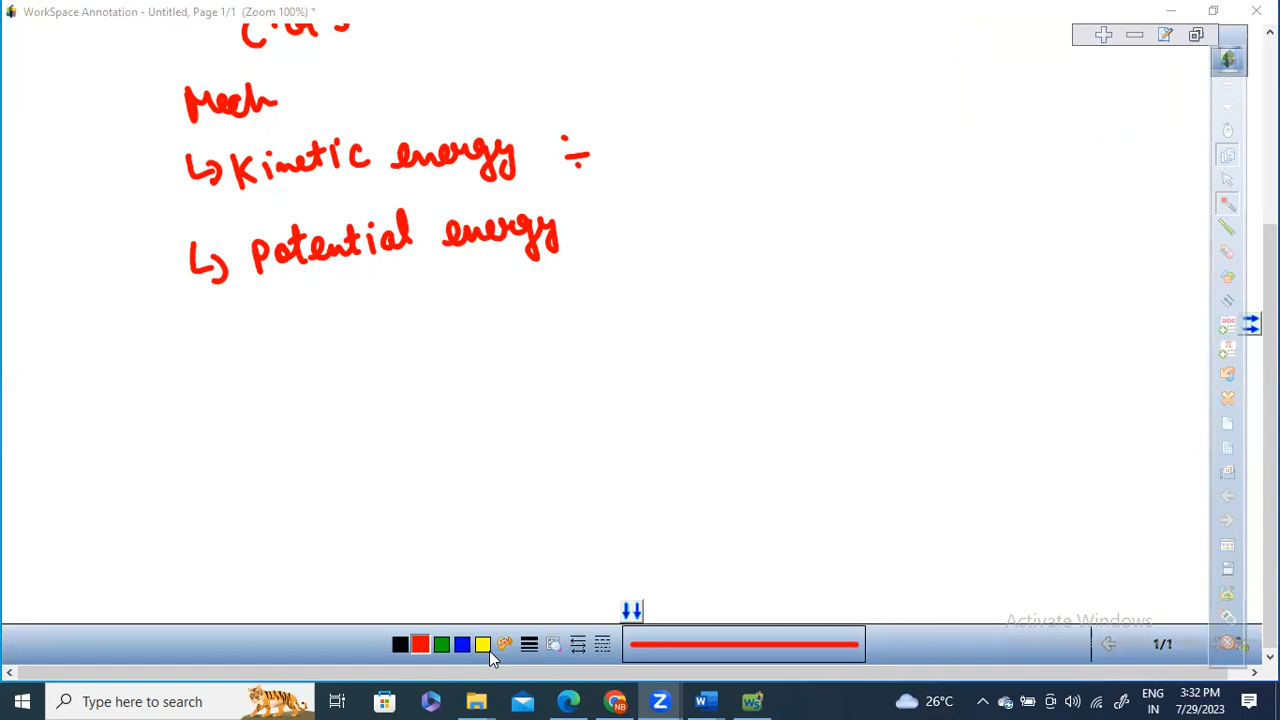 WorkSpace Annotation - Untitled, Page 1/1 (Zoom 100%) *
Mech
↳ Kinetic energy ÷
↳ Potential energy
Activate Windows
1/1
Type here to search
26°C
ENG
IN
3:32 PM
7/29/2023